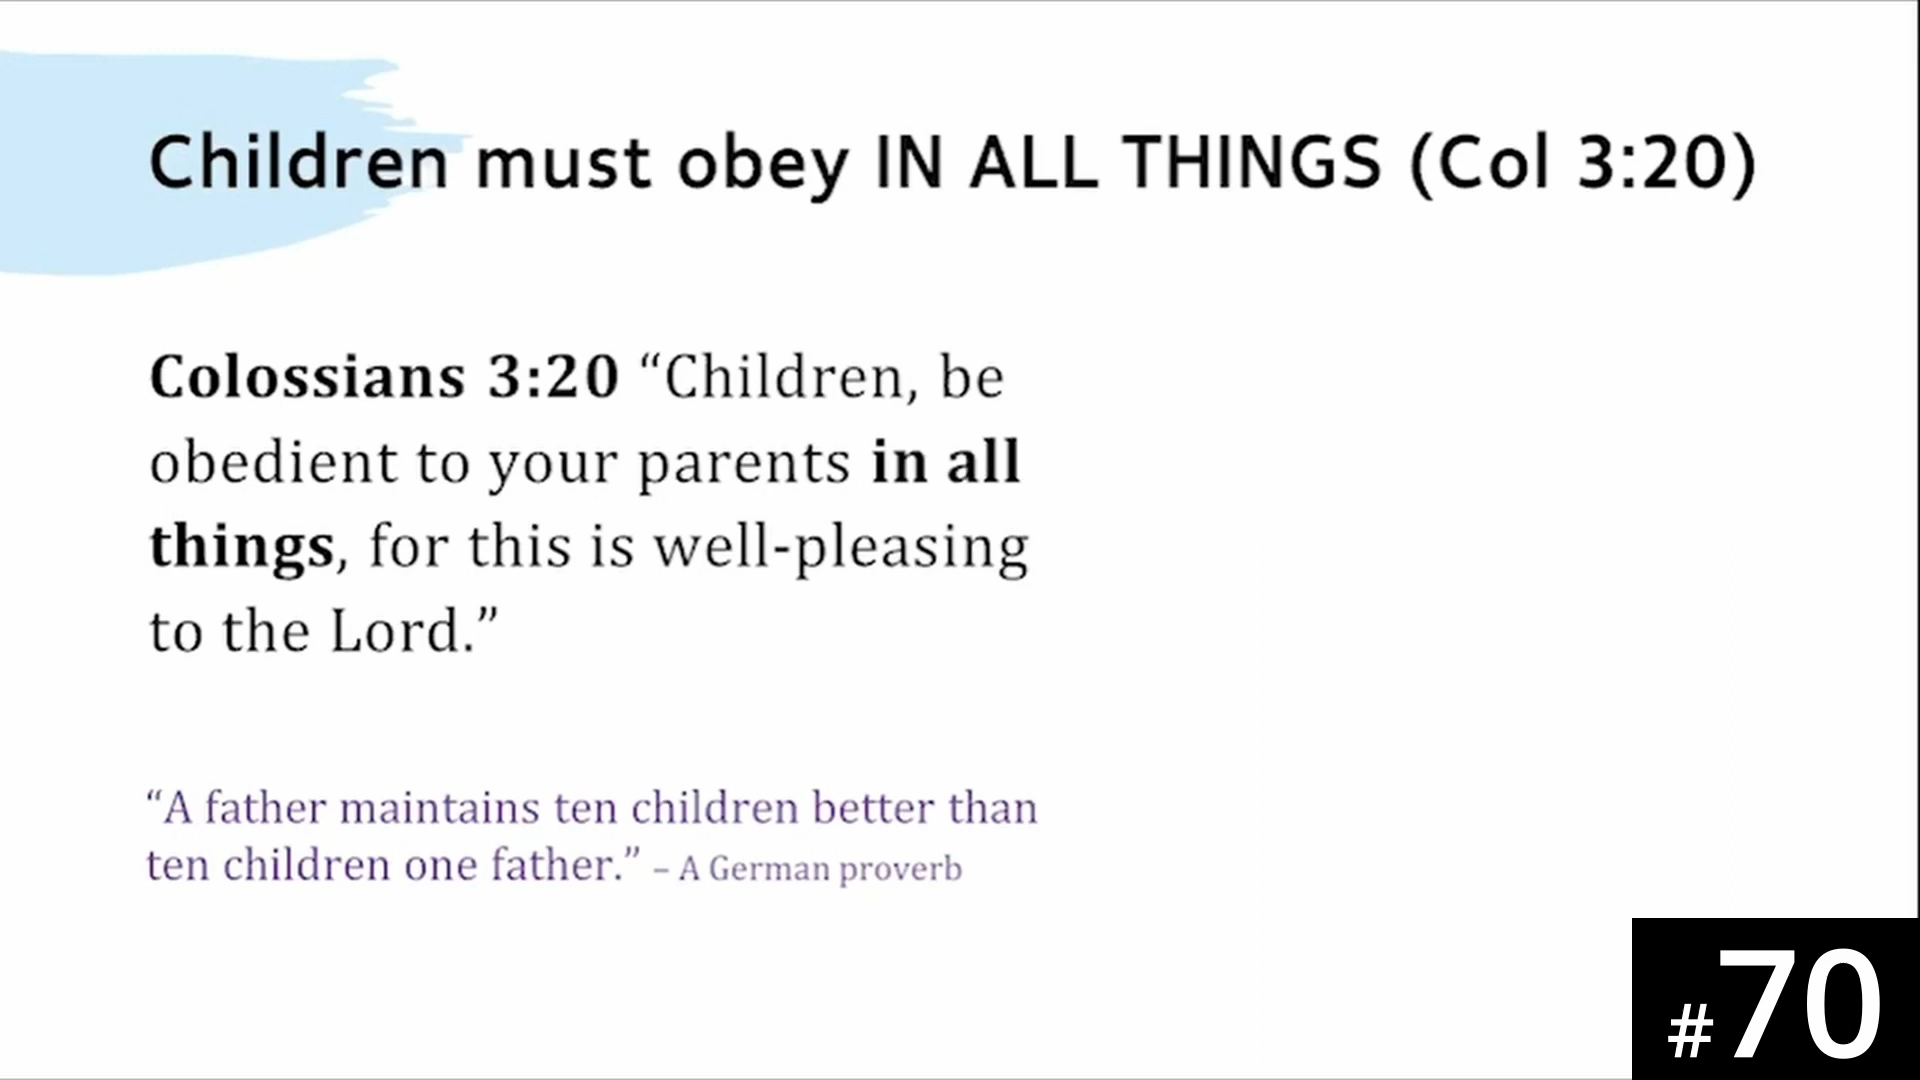 Children must obey IN ALL THINGS (Col 3:20)
Colossians 3:20 “Children, be
obedient to your parents in all
things, for this is well-pleasing
to the Lord.”
“A father maintains ten children better than
ten children one father.” – A German proverb
#70